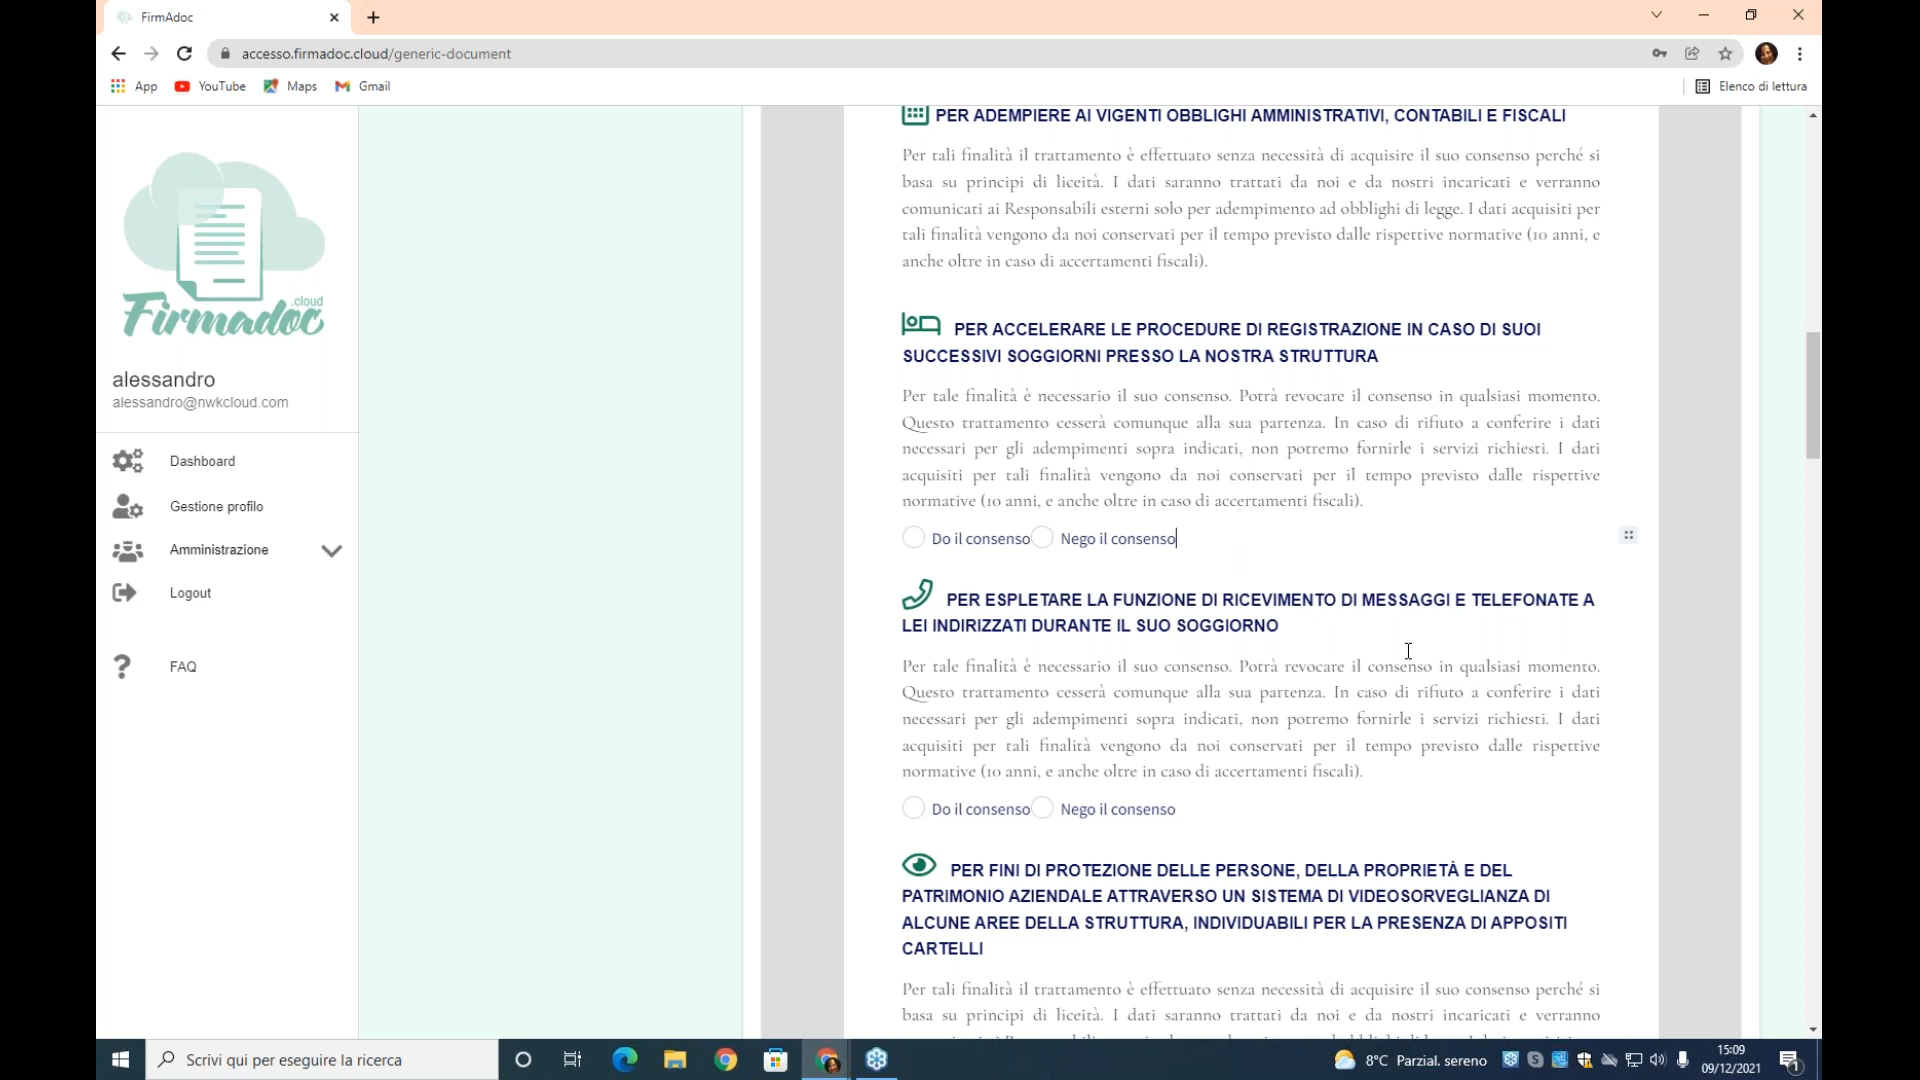 FirmAdoc
accesso.firmadoc.cloud/generic-document
App YouTube Maps Gmail
Elenco di lettura
.cloud
Firmadoc
alessandro
alessandro@nwkcloud.com
Dashboard
Gestione profilo
Amministrazione
Logout
FAQ
PER ADEMPIERE AI VIGENTI OBBLIGHI AMMINISTRATIVI, CONTABILI E FISCALI
Per tali finalità il trattamento è effettuato senza necessità di acquisire il suo consenso perché si
basa su principi di liceità. I dati saranno trattati da noi e da nostri incaricati e verranno
comunicati ai Responsabili esterni solo per adempimento ad obblighi di legge. I dati acquisiti per
tali finalità vengono da noi conservati per il tempo previsto dalle rispettive normative (10 anni, e
anche oltre in caso di accertamenti fiscali).
PER ACCELERARE LE PROCEDURE DI REGISTRAZIONE IN CASO DI SUOI
SUCCESSIVI SOGGIORNI PRESSO LA NOSTRA STRUTTURA
Per tale finalità è necessario il suo consenso. Potrà revocare il consenso in qualsiasi momento.
Questo trattamento cesserà comunque alla sua partenza. In caso di rifiuto a conferire i dati
necessari per gli adempimenti sopra indicati, non potremo fornirle i servizi richiesti. I dati
acquisiti per tali finalità vengono da noi conservati per il tempo previsto dalle rispettive
normative (10 anni, e anche oltre in caso di accertamenti fiscali).
Do il consenso Nego il consenso
PER ESPLETARE LA FUNZIONE DI RICEVIMENTO DI MESSAGGI E TELEFONATE A
LEI INDIRIZZATI DURANTE IL SUO SOGGIORNO
Per tale finalità è necessario il suo consenso. Potrà revocare il consenso in qualsiasi momento.
Questo trattamento cesserà comunque alla sua partenza. In caso di rifiuto a conferire i dati
necessari per gli adempimenti sopra indicati, non potremo fornirle i servizi richiesti. I dati
acquisiti per tali finalità vengono da noi conservati per il tempo previsto dalle rispettive
normative (10 anni, e anche oltre in caso di accertamenti fiscali).
Do il consenso Nego il consenso
PER FINI DI PROTEZIONE DELLE PERSONE, DELLA PROPRIETÀ E DEL
PATRIMONIO AZIENDALE ATTRAVERSO UN SISTEMA DI VIDEOSORVEGLIANZA DI
ALCUNE AREE DELLA STRUTTURA, INDIVIDUABILI PER LA PRESENZA DI APPOSITI
CARTELLI
Per tali finalità il trattamento è effettuato senza necessità di acquisire il suo consenso perché si
basa su principi di liceità. I dati saranno trattati da noi e da nostri incaricati e verranno
Scrivi qui per eseguire la ricerca
8°C Parzial. sereno
15:09
09/12/2021
1